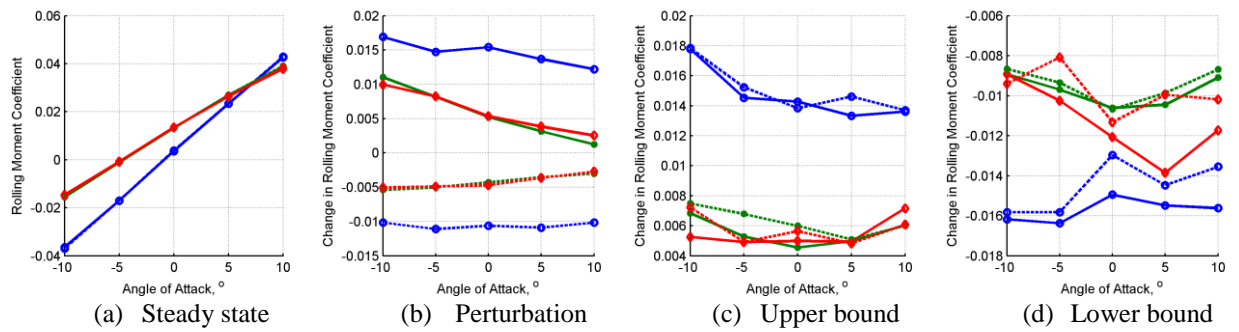 Rolling Moment Coefficient
0.06
0.04
0.02
0
-0.02
-0.04
-10 -5 0 5 10
Angle of Attack, °
(a) Steady state
Change in Rolling Moment Coefficient
0.02
0.015
0.01
0.005
0
-0.005
-0.01
-0.015
-10 -5 0 5 10
Angle of Attack, °
(b) Perturbation
Change in Rolling Moment Coefficient
0.02
0.018
0.016
0.014
0.012
0.01
0.008
0.006
0.004
-10 -5 0 5 10
Angle of Attack, °
(c) Upper bound
Change in Rolling Moment Coefficient
-0.006
-0.008
-0.01
-0.012
-0.014
-0.016
-0.018
-10 -5 0 5 10
Angle of Attack, °
(d) Lower bound